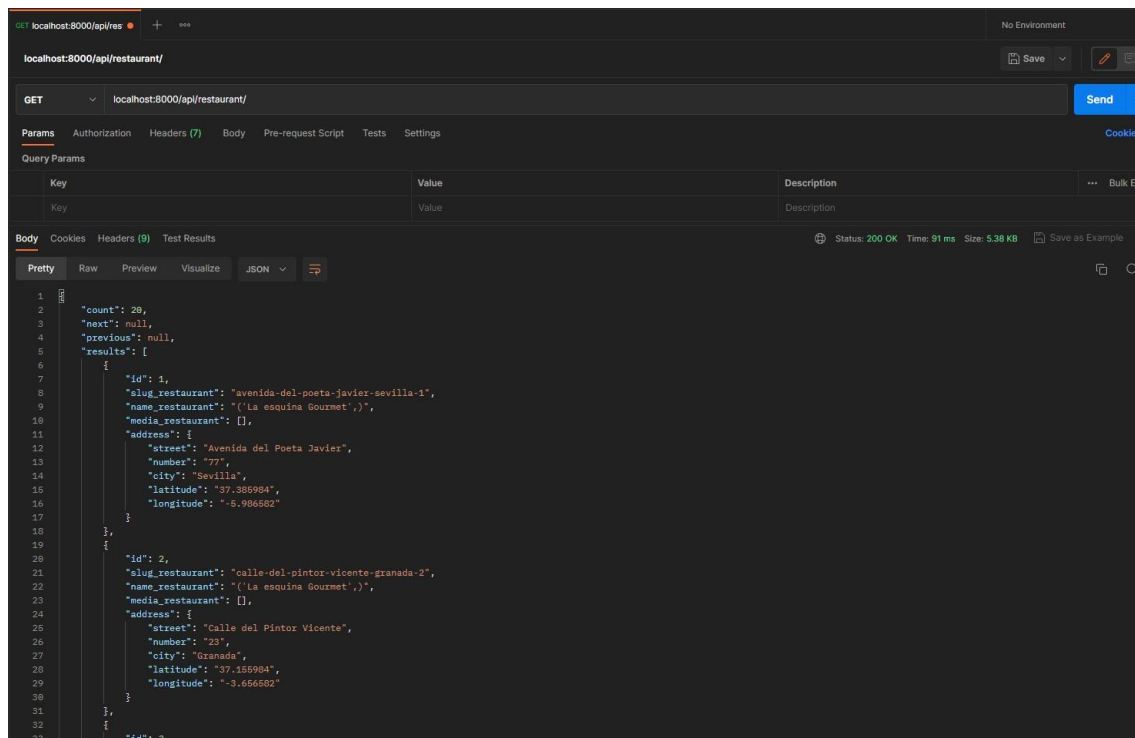 GET localhost:8000/api/res
No Environment
localhost:8000/api/restaurant/
Save
GET localhost:8000/api/restaurant/
Send
Params Authorization Headers (7) Body Pre-request Script Tests Settings
Cookie
Query Params
Key Value Description Bulk E
Key Value Description
Body Cookies Headers (9) Test Results
Status: 200 OK Time: 91 ms Size: 5.38 KB Save as Example
Pretty Raw Preview Visualize JSON
1 {
2 "count": 20,
3 "next": null,
4 "previous": null,
5 "results": [
6 {
7 "id": 1,
8 "slug_restaurant": "avenida-del-poeta-javier-sevilla-1",
9 "name_restaurant": "('La esquina Gourmet',)",
10 "media_restaurant": [],
11 "address": {
12 "street": "Avenida del Poeta Javier",
13 "number": "77",
14 "city": "Sevilla",
15 "latitude": "37.385984",
16 "longitude": "-5.986582"
17 }
18 },
19 {
20 "id": 2,
21 "slug_restaurant": "calle-del-pintor-vicente-granada-2",
22 "name_restaurant": "('La esquina Gourmet',)",
23 "media_restaurant": [],
24 "address": {
25 "street": "Calle del Pintor Vicente",
26 "number": "23",
27 "city": "Granada",
28 "latitude": "37.155984",
29 "longitude": "-3.656582"
30 }
31 },
32 {
33 "id": 3,